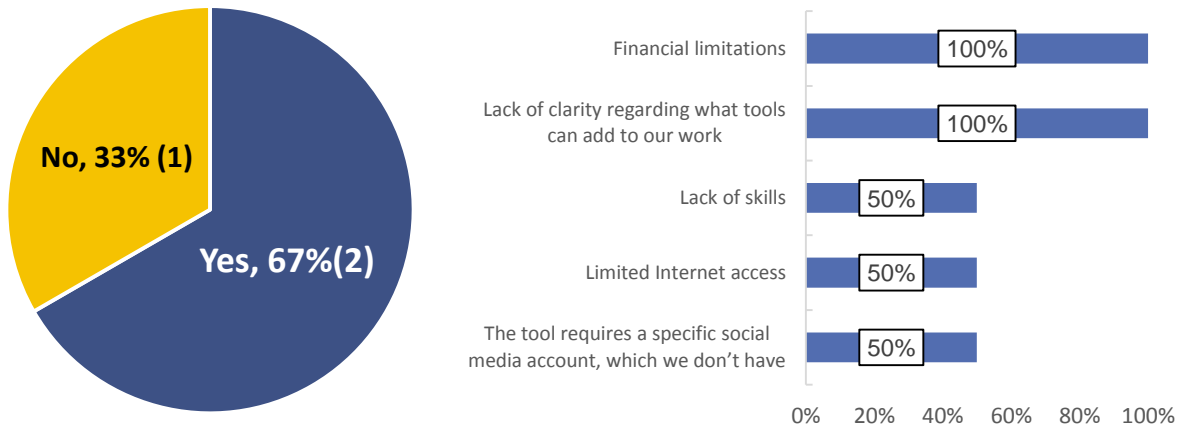 No, 33% (1)
Yes, 67%(2)
Financial limitations
100%
Lack of clarity regarding what tools
can add to our work
100%
Lack of skills
50%
Limited Internet access
50%
The tool requires a specific social
media account, which we don’t have
50%
0% 20% 40% 60% 80% 100%